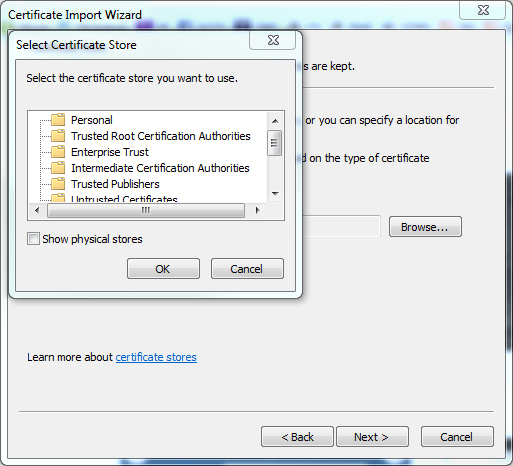 Certificate Import Wizard
Select Certificate Store
Select the certificate store you want to use.
Personal
Trusted Root Certification Authorities
Enterprise Trust
Intermediate Certification Authorities
Trusted Publishers
Untrusted Certificates
Show physical stores
OK
Cancel
are kept.
or you can specify a location for
on the type of certificate
Browse...
Learn more about certificate stores
< Back
Next >
Cancel